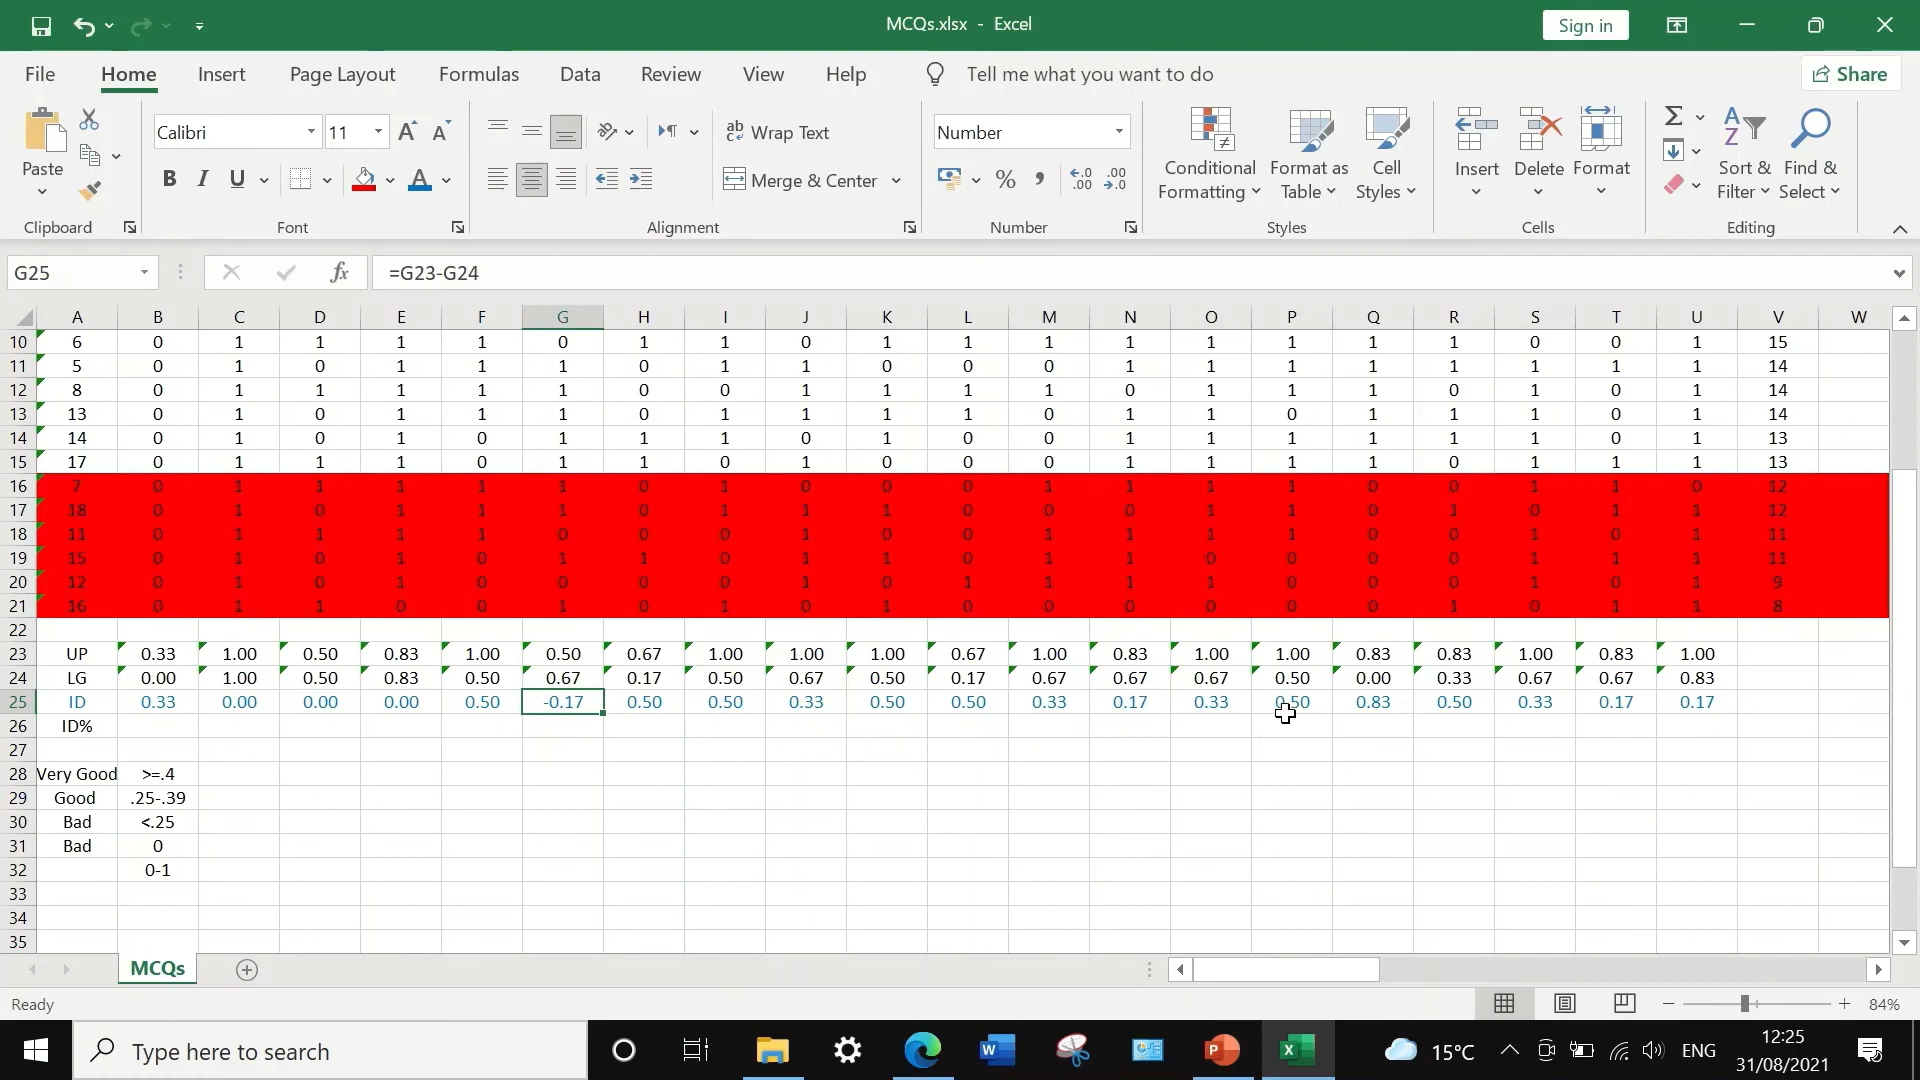 MCQs.xlsx - Excel
Sign in
File Home Insert Page Layout Formulas Data Review View Help Tell me what you want to do Share
Paste
Clipboard
Calibri 11
B I U
Font
ab Wrap Text
Merge & Center
Alignment
Number
% , .00 .0 .00
Number
Conditional Formatting
Format as Table
Cell Styles
Styles
Insert Delete Format
Cells
Sort & Filter
Find & Select
Editing
G25 fx =G23-G24
A B C D E F G H I J K L M N O P Q R S T U V W
10 6 0 1 1 1 1 0 1 1 0 1 1 1 1 1 1 1 1 0 0 1 15
11 5 0 1 0 1 1 1 0 1 1 0 0 0 1 1 1 1 1 1 1 1 14
12 8 0 1 1 1 1 1 0 0 1 1 1 1 0 1 1 1 0 1 0 1 14
13 13 0 1 0 1 1 1 0 1 1 1 1 0 1 1 0 1 1 1 0 1 14
14 14 0 1 0 1 0 1 1 1 0 1 0 0 1 1 1 1 1 1 0 1 13
15 17 0 1 1 1 0 1 1 0 1 0 0 0 1 1 1 1 0 1 1 1 13
16 7 0 1 1 1 1 1 0 1 0 0 0 1 1 1 1 0 0 1 1 0 12
17 18 0 1 0 1 1 1 0 1 1 1 0 0 0 1 1 0 1 0 1 1 12
18 11 0 1 0 1 1 0 0 0 1 0 0 1 1 1 1 0 0 1 0 1 11
19 15 0 1 0 1 0 1 1 0 1 1 0 1 1 0 0 0 0 1 1 1 11
20 12 0 1 0 1 0 0 0 0 1 0 1 1 1 1 0 0 0 1 0 1 9
21 16 0 1 1 0 0 1 0 1 0 1 0 0 0 0 0 0 1 0 1 1 8
22
23 UP 0.33 1.00 0.50 0.83 1.00 0.50 0.67 1.00 1.00 1.00 0.67 1.00 0.83 1.00 1.00 0.83 0.83 1.00 0.83 1.00
24 LG 0.00 1.00 0.50 0.83 0.50 0.67 0.17 0.50 0.67 0.50 0.17 0.67 0.67 0.67 0.50 0.00 0.33 0.67 0.67 0.83
25 ID 0.33 0.00 0.00 0.00 0.50 -0.17 0.50 0.50 0.33 0.50 0.50 0.33 0.17 0.33 0.50 0.83 0.50 0.33 0.17 0.17
26 ID%
27
28 Very Good >=.4
29 Good .25-.39
30 Bad <.25
31 Bad 0
32 0-1
33
34
35
MCQs
Ready 84%
Type here to search
15°C ENG 12:25
31/08/2021